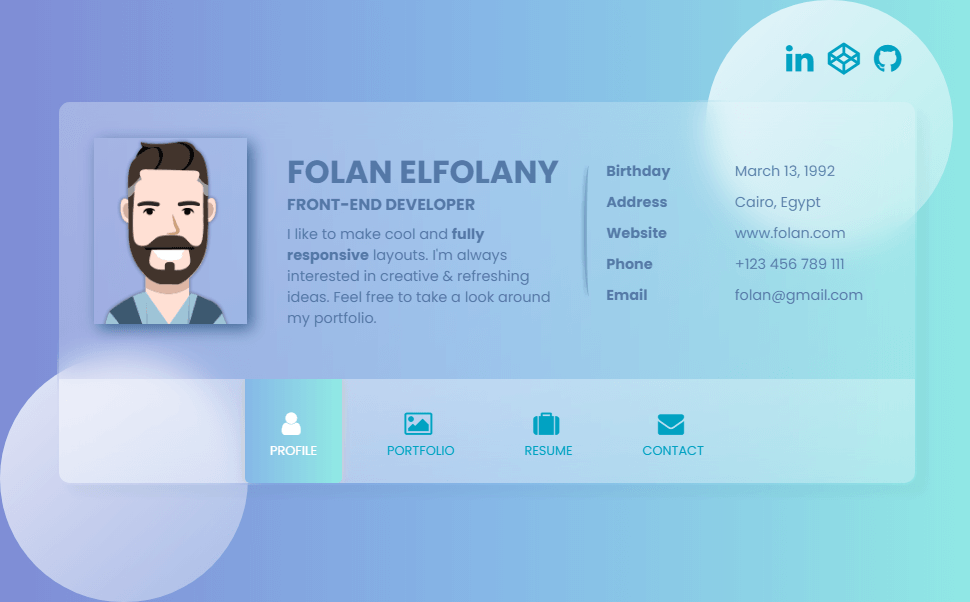 in
FOLAN ELFOLANY
FRONT-END DEVELOPER
I like to make cool and fully
responsive layouts. I'm always
interested in creative & refreshing
ideas. Feel free to take a look around
my portfolio.
Birthday March 13, 1992
Address Cairo, Egypt
Website www.folan.com
Phone +123 456 789 111
Email folan@gmail.com
PROFILE PORTFOLIO RESUME CONTACT